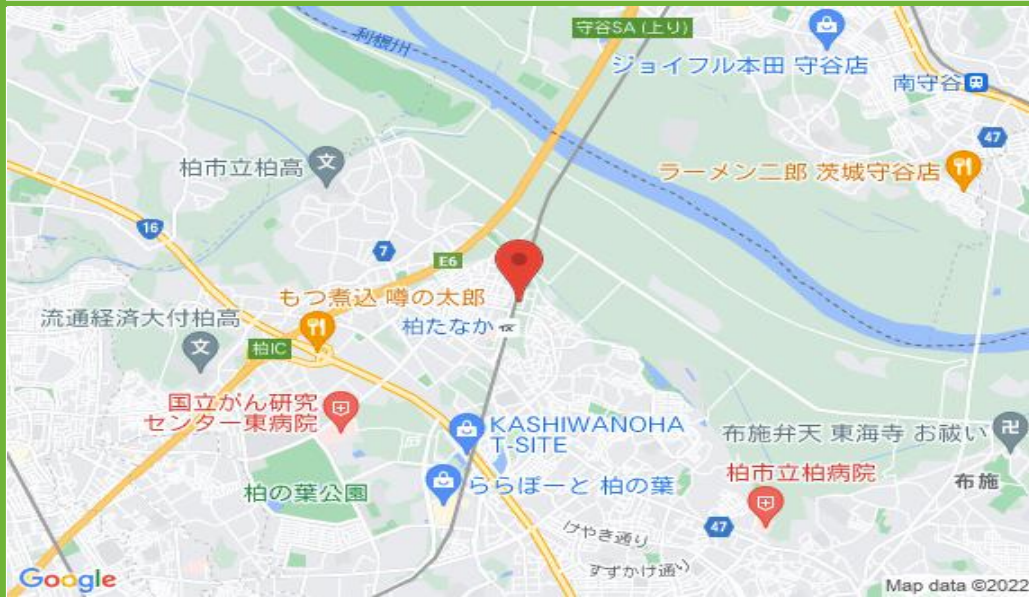 守谷SA (上り)
利根川
ジョイフル本田 守谷店
南守谷
47
柏市立柏高
ラーメン二郎 茨城守谷店
16
7
E6
もつ煮込 噂の太郎
流通経済大付柏高
柏たなか
柏IC
国立がん研究
センター東病院
KASHIWANOHA
T-SITE
布施弁天 東海寺 お祓い
柏市立柏病院
布施
ららぽーと 柏の葉
柏の葉公園
47
けやき通り
すずかけ通り
Google
Map data ©2022